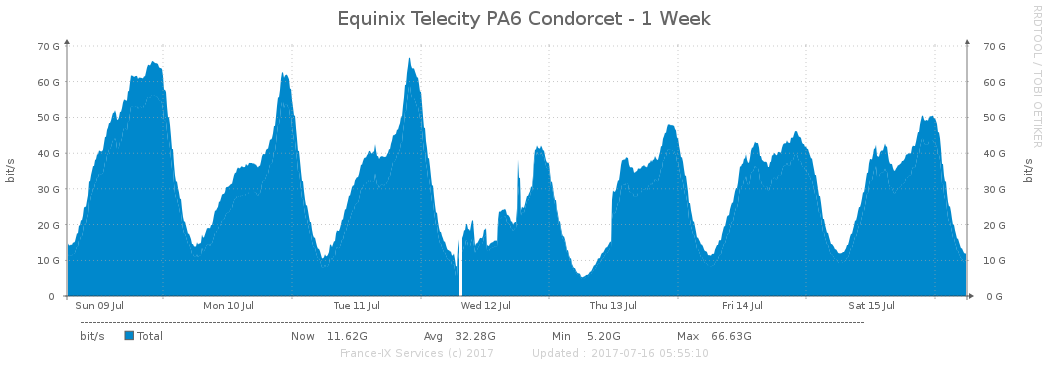 Equinix Telecity PA6 Condorcet - 1 Week
RRDTOOL / TOBI OETIKER
bit/s
70 G
60 G
50 G
40 G
30 G
20 G
10 G
0
70 G
60 G
50 G
40 G
30 G
20 G
10 G
0 G
bit/s
Sun 09 Jul Mon 10 Jul Tue 11 Jul Wed 12 Jul Thu 13 Jul Fri 14 Jul Sat 15 Jul
bit/s Total Now 11.62G Avg 32.28G Min 5.20G Max 66.63G
France-IX Services (c) 2017 Updated : 2017-07-16 05:55:10